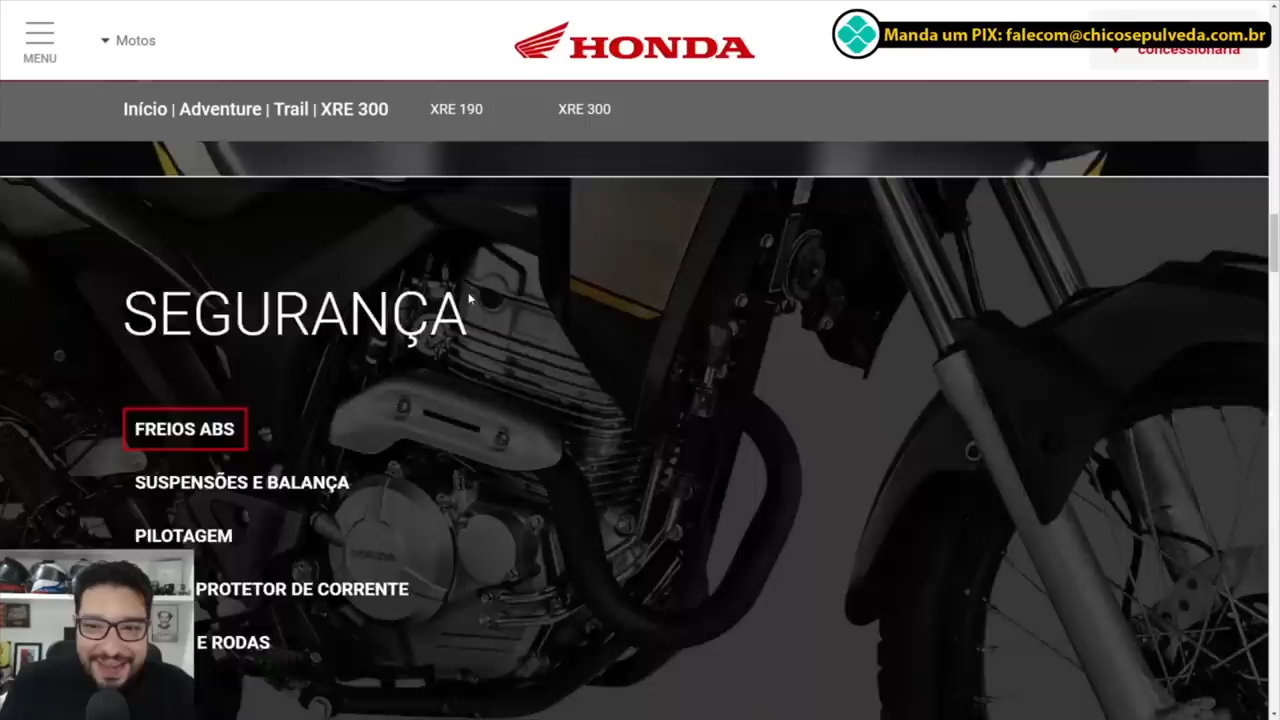 MENU
Motos
HONDA
Manda um PIX: falecom@chicosepulveda.com.br
concessionária
Início | Adventure | Trail | XRE 300
XRE 190
XRE 300
SEGURANÇA
FREIOS ABS
SUSPENSÕES E BALANÇA
PILOTAGEM
PROTETOR DE CORRENTE
E RODAS